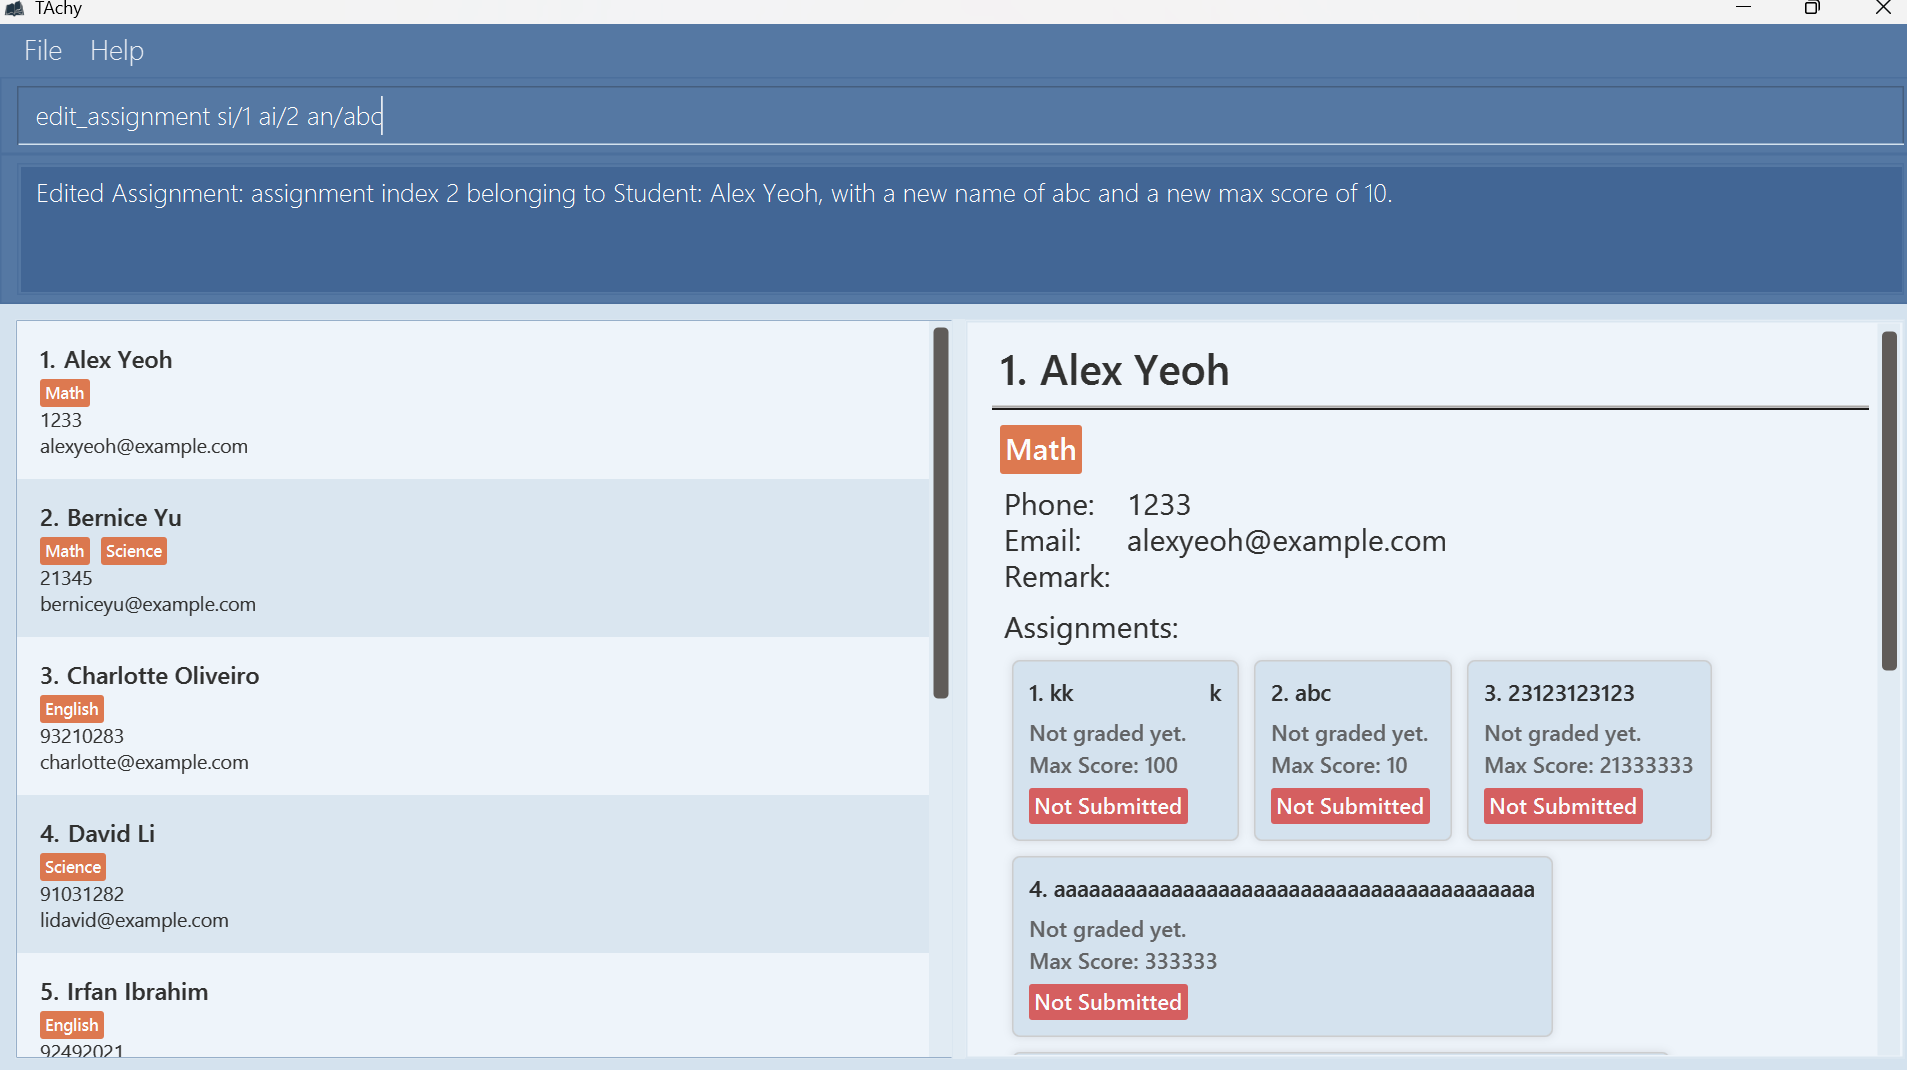 TAchy
File Help
edit_assignment si/1 ai/2 an/abc
Edited Assignment: assignment index 2 belonging to Student: Alex Yeoh, with a new name of abc and a new max score of 10.
1. Alex Yeoh
Math
1233
alexyeoh@example.com
2. Bernice Yu
Math Science
21345
berniceyu@example.com
3. Charlotte Oliveiro
English
93210283
charlotte@example.com
4. David Li
Science
91031282
lidavid@example.com
5. Irfan Ibrahim
English
92492021
1. Alex Yeoh
Math
Phone: 1233
Email: alexyeoh@example.com
Remark:
Assignments:
1. kk k
Not graded yet.
Max Score: 100
Not Submitted
2. abc
Not graded yet.
Max Score: 10
Not Submitted
3. 23123123123
Not graded yet.
Max Score: 21333333
Not Submitted
4. aaaaaaaaaaaaaaaaaaaaaaaaaaaaaaaaaaaaaaaaa
Not graded yet.
Max Score: 333333
Not Submitted